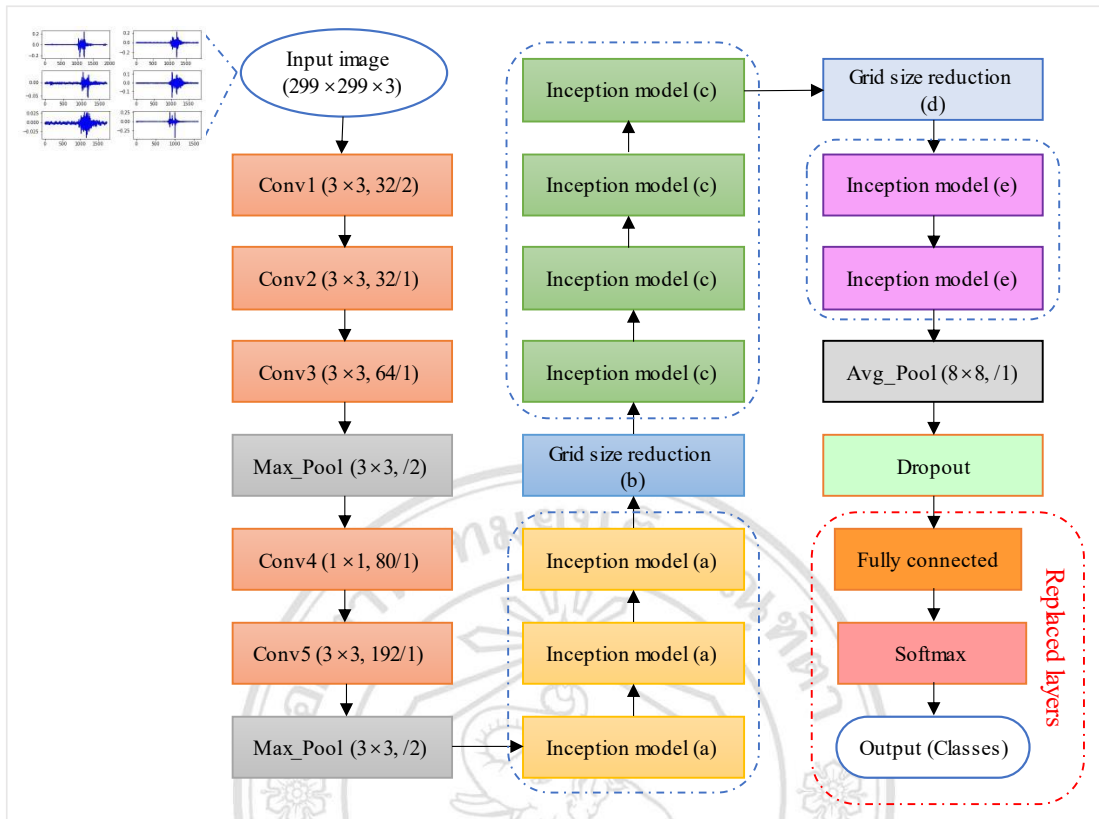 Input image
(299×299×3)
Conv1 (3×3, 32/2)
Conv2 (3×3, 32/1)
Conv3 (3×3, 64/1)
Max_Pool (3×3, /2)
Conv4 (1×1, 80/1)
Conv5 (3×3, 192/1)
Max_Pool (3×3, /2)
Inception model (c)
Inception model (c)
Inception model (c)
Inception model (c)
Grid size reduction
(b)
Inception model (a)
Inception model (a)
Inception model (a)
Grid size reduction
(d)
Inception model (e)
Inception model (e)
Avg_Pool (8×8, /1)
Dropout
Fully connected
Softmax
Output (Classes)
Replaced layers